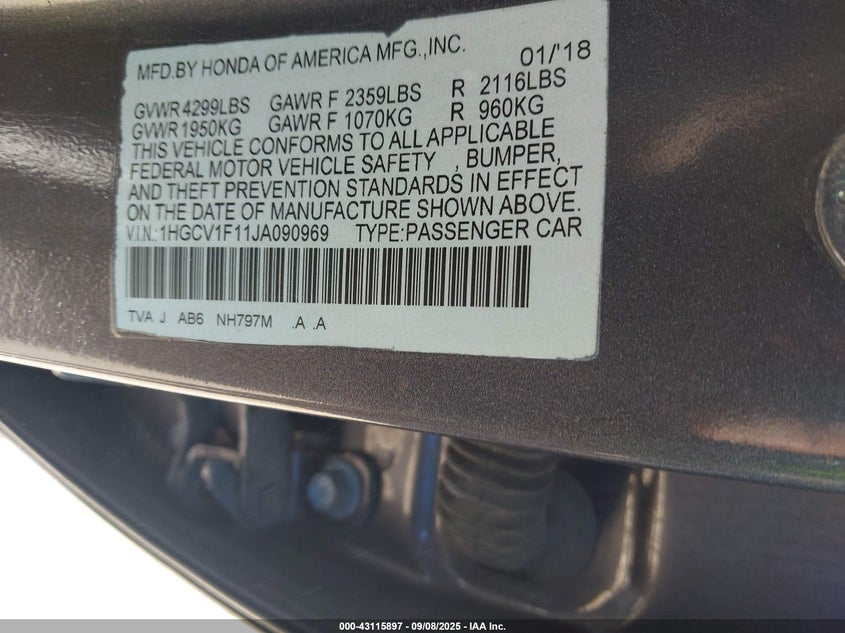 MFD.BY HONDA OF AMERICA MFG.,INC. 01/'18
GVWR 4299LBS GAWR F 2359LBS R 2116LBS
GVWR 1950KG GAWR F 1070KG R 960KG
THIS VEHICLE CONFORMS TO ALL APPLICABLE
FEDERAL MOTOR VEHICLE SAFETY , BUMPER,
AND THEFT PREVENTION STANDARDS IN EFFECT
ON THE DATE OF MANUFACTURE SHOWN ABOVE.
V.I.N.:1HGCV1F11JA090969 TYPE:PASSENGER CAR
TVA J AB6 NH797M .A .A
000-43115897 - 09/08/2025 - IAA Inc.